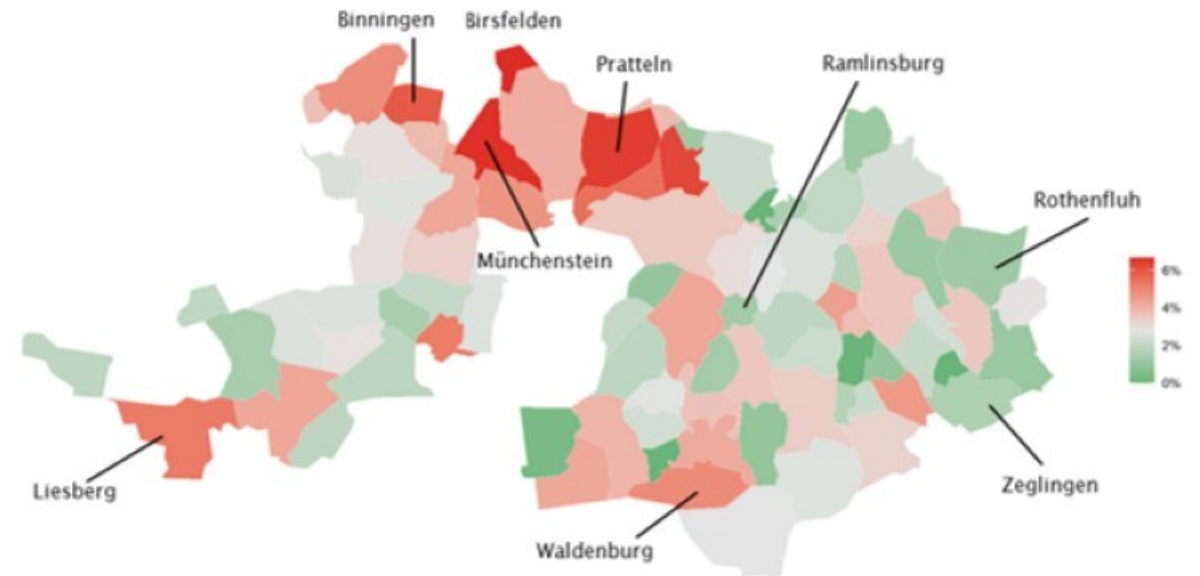 Binningen
Birsfelden
Pratteln
Ramlinsburg
Rothenfluh
Münchenstein
6%
4%
2%
0%
Liesberg
Zeglingen
Waldenburg